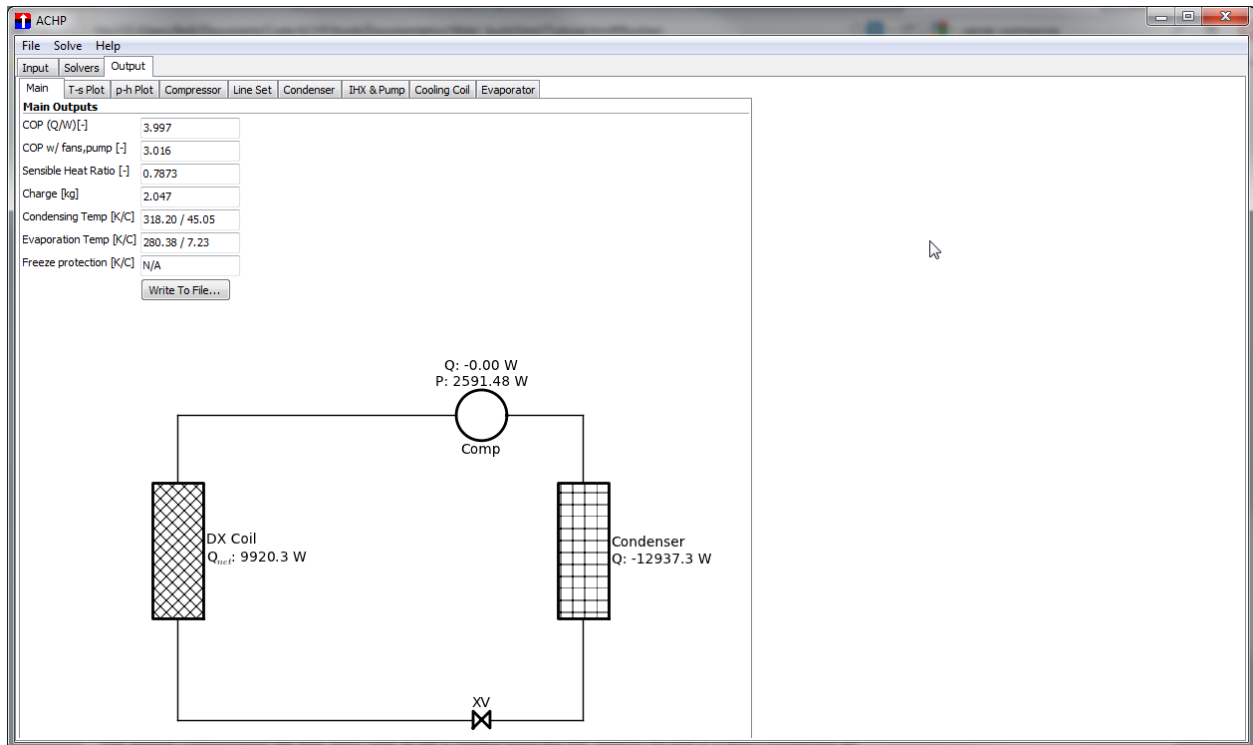 ACHP
File Solve Help
Input Solvers Output
Main T-s Plot p-h Plot Compressor Line Set Condenser IHX & Pump Cooling Coil Evaporator
Main Outputs
COP (Q/W)[-] 3.997
COP w/ fans,pump [-] 3.016
Sensible Heat Ratio [-] 0.7873
Charge [kg] 2.047
Condensing Temp [K/C] 318.20 / 45.05
Evaporation Temp [K/C] 280.38 / 7.23
Freeze protection [K/C] N/A
Write To File...
Q: -0.00 W
P: 2591.48 W
Comp
DX Coil
Qnet: 9920.3 W
Condenser
Q: -12937.3 W
XV